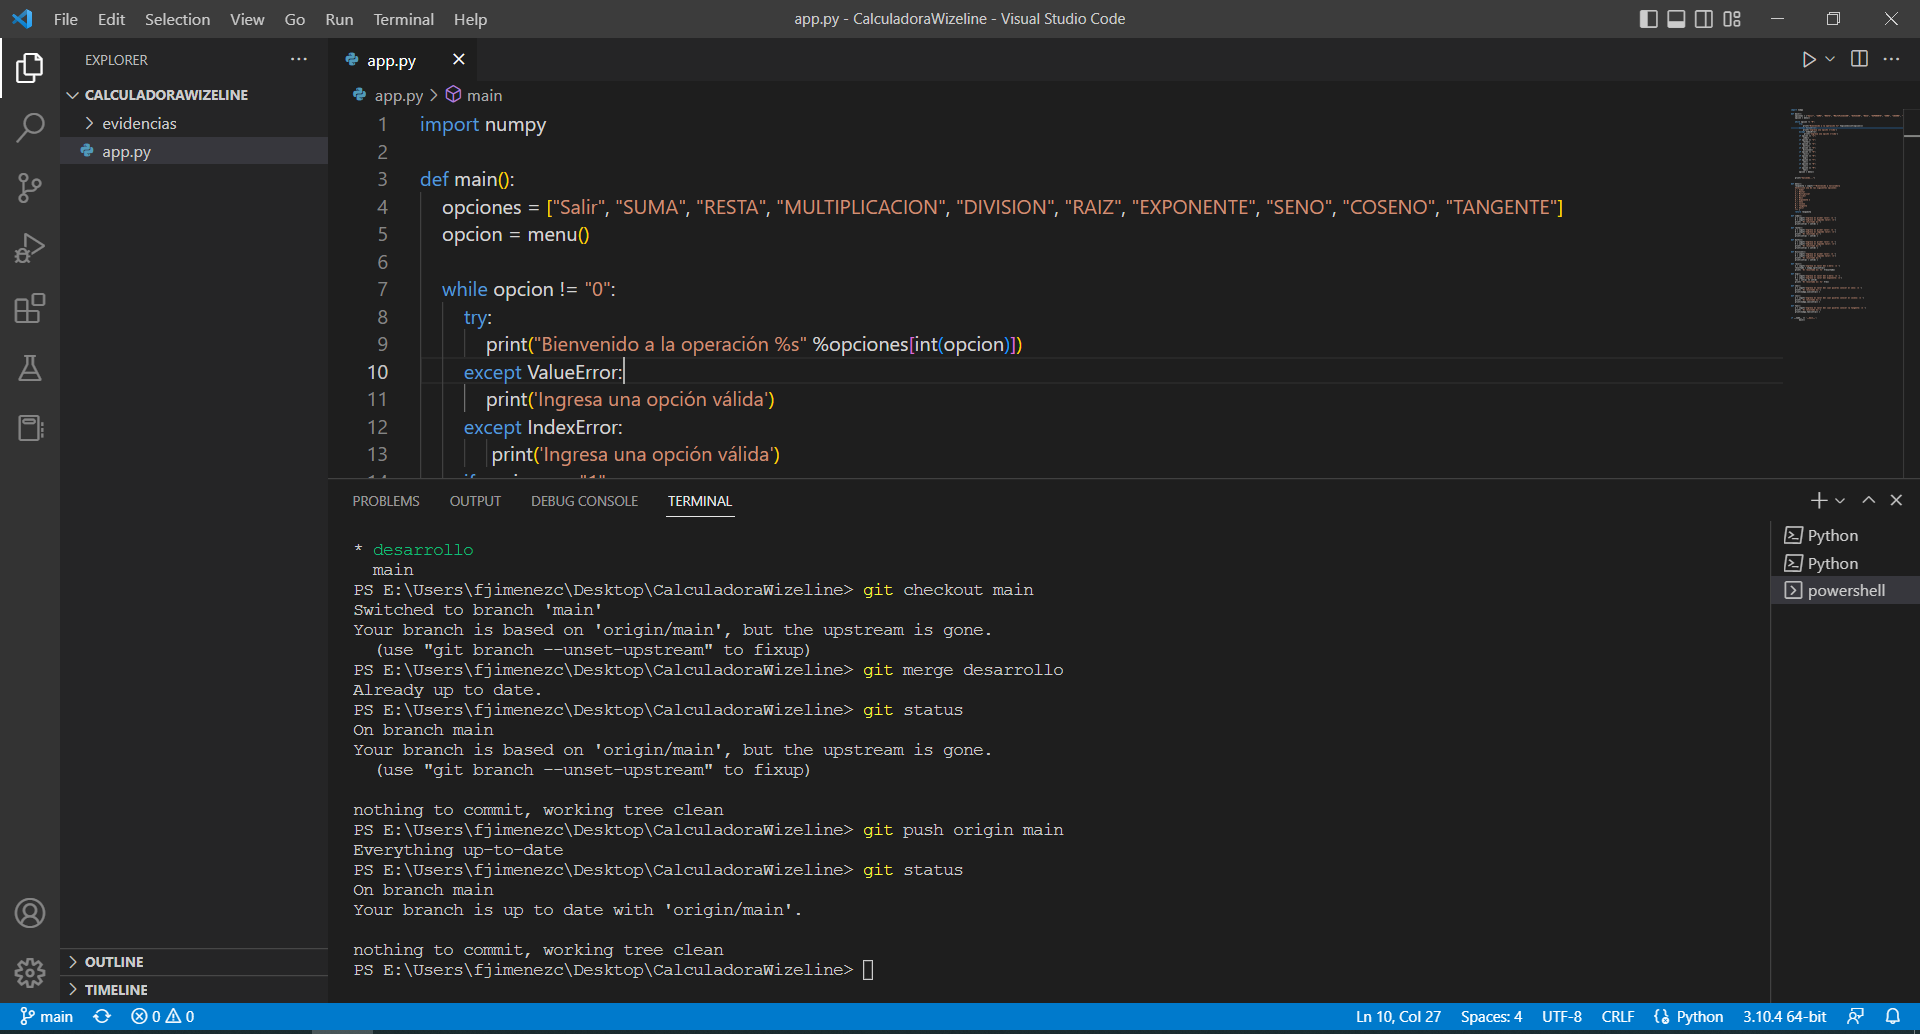 File Edit Selection View Go Run Terminal Help
app.py - CalculadoraWizeline - Visual Studio Code
EXPLORER
CALCULADORAWIZELINE
evidencias
app.py
app.py
app.py > main
1 import numpy
2
3 def main():
4 opciones = ["Salir", "SUMA", "RESTA", "MULTIPLICACION", "DIVISION", "RAIZ", "EXPONENTE", "SENO", "COSENO", "TANGENTE"]
5 opcion = menu()
6
7 while opcion != "0":
8 try:
9 print("Bienvenido a la operación %s" %opciones[int(opcion)])
10 except ValueError:
11 print('Ingresa una opción válida')
12 except IndexError:
13 print('Ingresa una opción válida')
PROBLEMS OUTPUT DEBUG CONSOLE TERMINAL
* desarrollo
main
PS E:\Users\fjimenezc\Desktop\CalculadoraWizeline> git checkout main
Switched to branch 'main'
Your branch is based on 'origin/main', but the upstream is gone.
(use "git branch --unset-upstream" to fixup)
PS E:\Users\fjimenezc\Desktop\CalculadoraWizeline> git merge desarrollo
Already up to date.
PS E:\Users\fjimenezc\Desktop\CalculadoraWizeline> git status
On branch main
Your branch is based on 'origin/main', but the upstream is gone.
(use "git branch --unset-upstream" to fixup)
nothing to commit, working tree clean
PS E:\Users\fjimenezc\Desktop\CalculadoraWizeline> git push origin main
Everything up-to-date
PS E:\Users\fjimenezc\Desktop\CalculadoraWizeline> git status
On branch main
Your branch is up to date with 'origin/main'.
nothing to commit, working tree clean
PS E:\Users\fjimenezc\Desktop\CalculadoraWizeline>
Python
Python
powershell
OUTLINE
TIMELINE
main 0 0 Ln 10, Col 27 Spaces: 4 UTF-8 CRLF Python 3.10.4 64-bit